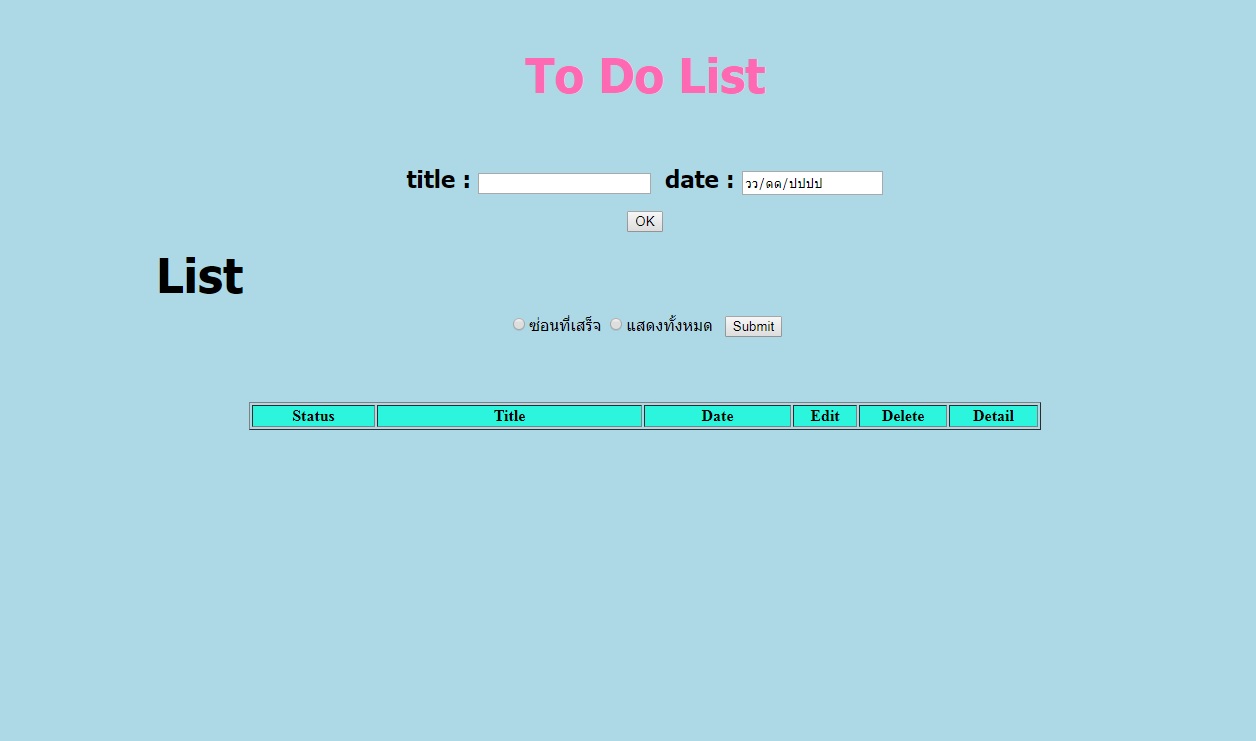 To Do List
title : date : วว/ดด/ปปปป
OK
List
ซ่อนที่เสร็จ แสดงทั้งหมด Submit
Status Title Date Edit Delete Detail